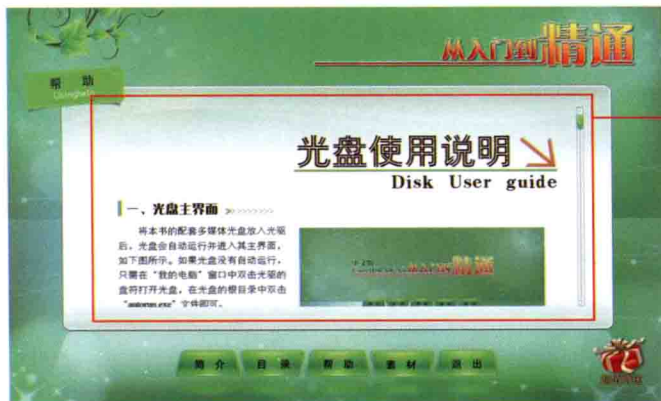 从入门到精通
帮 助
光盘使用说明
Disk User guide
一、光盘主界面
将本书的配套多媒体光盘放入光驱
后，光盘会自动运行并进入其主界面，
如下图所示。如果光盘没有自动运行，
只需在“我的电脑”窗口中双击光驱的
盘符打开光盘，在光盘的根目录中双击
“autorun.exe”文件即可。
从入门到精通
简 介 目 录 帮 助 素 材 退 出